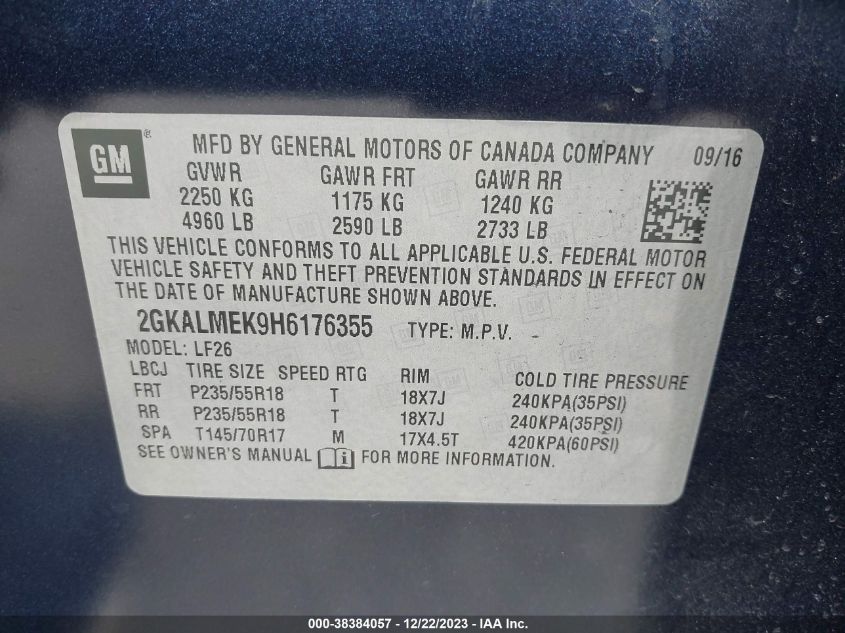 GM ® MFD BY GENERAL MOTORS OF CANADA COMPANY 09/16
GVWR GAWR FRT GAWR RR
2250 KG 1175 KG 1240 KG
4960 LB 2590 LB 2733 LB
THIS VEHICLE CONFORMS TO ALL APPLICABLE U.S. FEDERAL MOTOR
VEHICLE SAFETY AND THEFT PREVENTION STANDARDS IN EFFECT ON
THE DATE OF MANUFACTURE SHOWN ABOVE.
2GKALMEK9H6176355 TYPE: M.P.V.
MODEL: LF26
LBCJ TIRE SIZE SPEED RTG RIM COLD TIRE PRESSURE
FRT P235/55R18 T 18X7J 240KPA(35PSI)
RR P235/55R18 T 18X7J 240KPA(35PSI)
SPA T145/70R17 M 17X4.5T 420KPA(60PSI)
SEE OWNER'S MANUAL i FOR MORE INFORMATION.
000-38384057 - 12/22/2023 - IAA Inc.